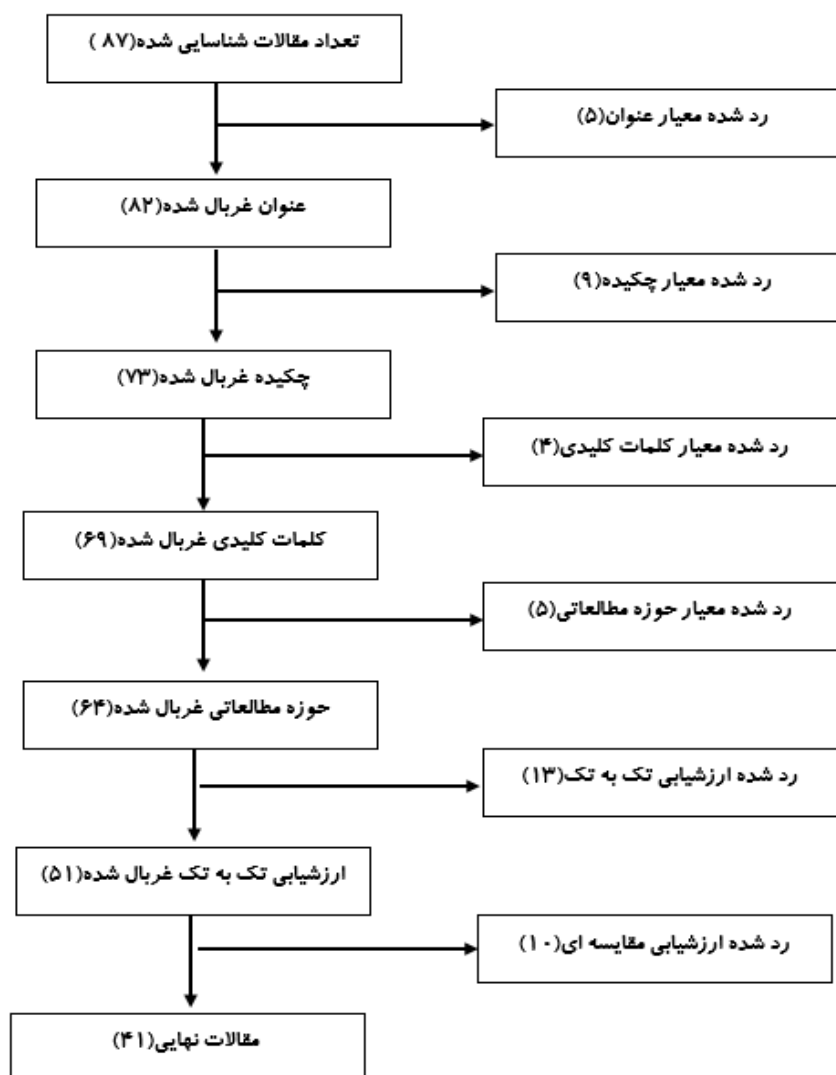 تعداد مقالات شناسایی شده(۸۷ )
رد شده معیار عنوان(۵)
عنوان غربال شده(۸۲)
رد شده معیار چکیده(۹)
چکیده غربال شده(۷۳)
رد شده معیار کلمات کلیدی(۴)
کلمات کلیدی غربال شده(۶۹)
رد شده معیار حوزه مطالعاتی(۵)
حوزه مطالعاتی غربال شده(۶۴)
رد شده ارزشیابی تک به تک(۱۳)
ارزشیابی تک به تک غربال شده(۵۱)
رد شده ارزشیابی مقایسه ای(۱۰)
مقالات نهایی(۴۱)